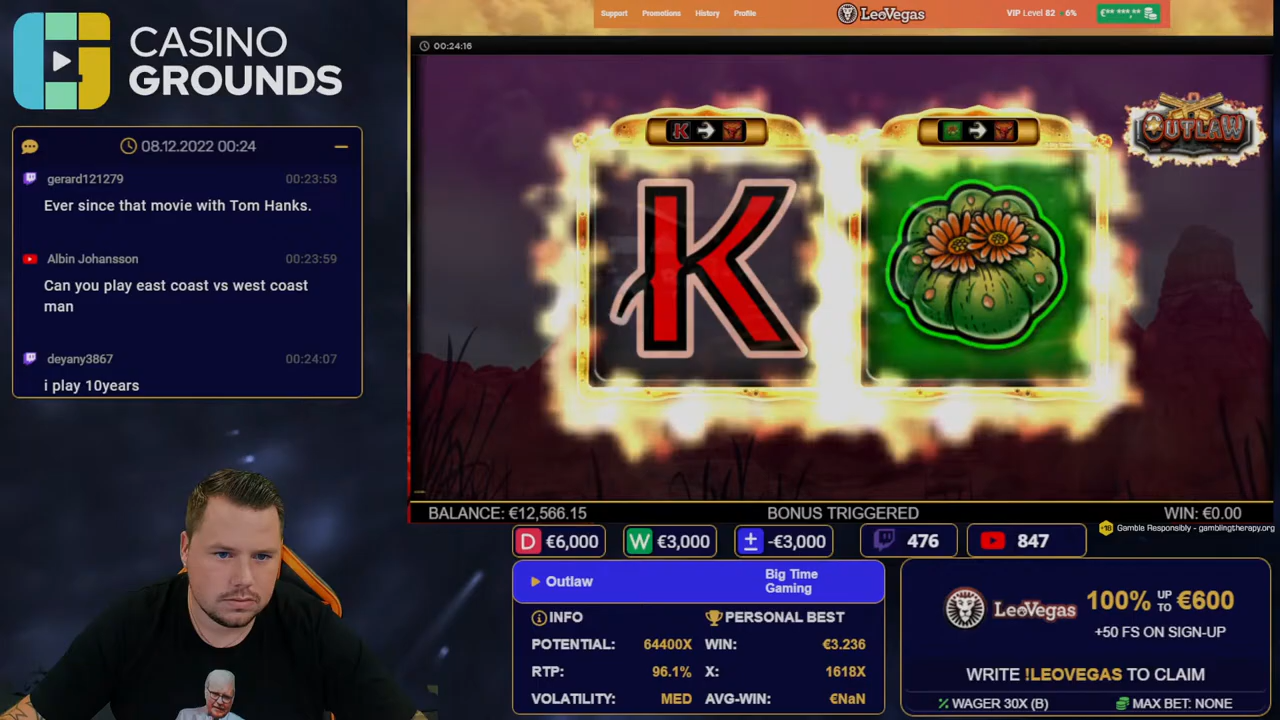 CASINO
GROUNDS
08.12.2022 00:24
gerard121279 00:23:53
Ever since that movie with Tom Hanks.
Albin Johansson 00:23:59
Can you play east coast vs west coast
man
deyany3867 00:24:07
i play 10years
Support Promotions History Profile
LeoVegas
VIP Level 82 6%
€** ***,**
00:24:16
K
OUTLAW
K
BALANCE: €12,566.15 BONUS TRIGGERED WIN: €0.00
D €6,000 W €3,000 ± -€3,000 476 847
+18 Gamble Responsibly - gamblingtherapy.org
Outlaw
Big Time
Gaming
INFO PERSONAL BEST
POTENTIAL: 64400X WIN: €3.236
RTP: 96.1% X: 1618X
VOLATILITY: MED AVG-WIN: €NaN
LeoVegas 100% UP TO €600
+50 FS ON SIGN-UP
WRITE !LEOVEGAS TO CLAIM
WAGER 30X (B) MAX BET: NONE